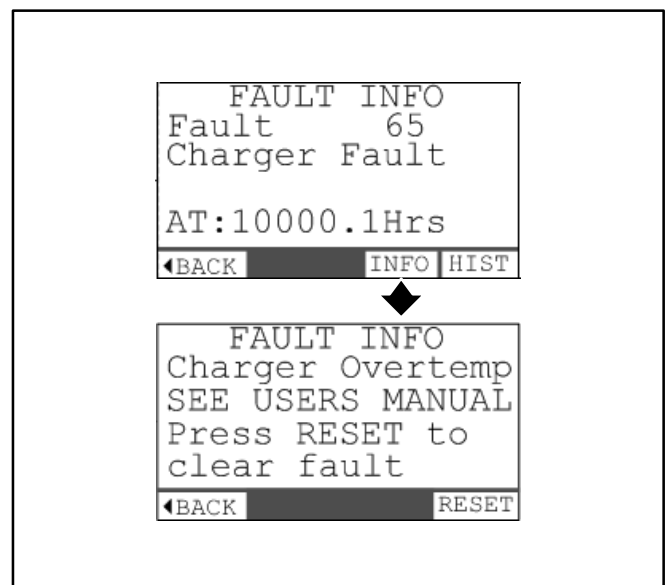 FAULT INFO
Fault 65
Charger Fault
AT:10000.1Hrs
◀BACK INFO HIST
FAULT INFO
Charger Overtemp
SEE USERS MANUAL
Press RESET to
clear fault
◀BACK RESET